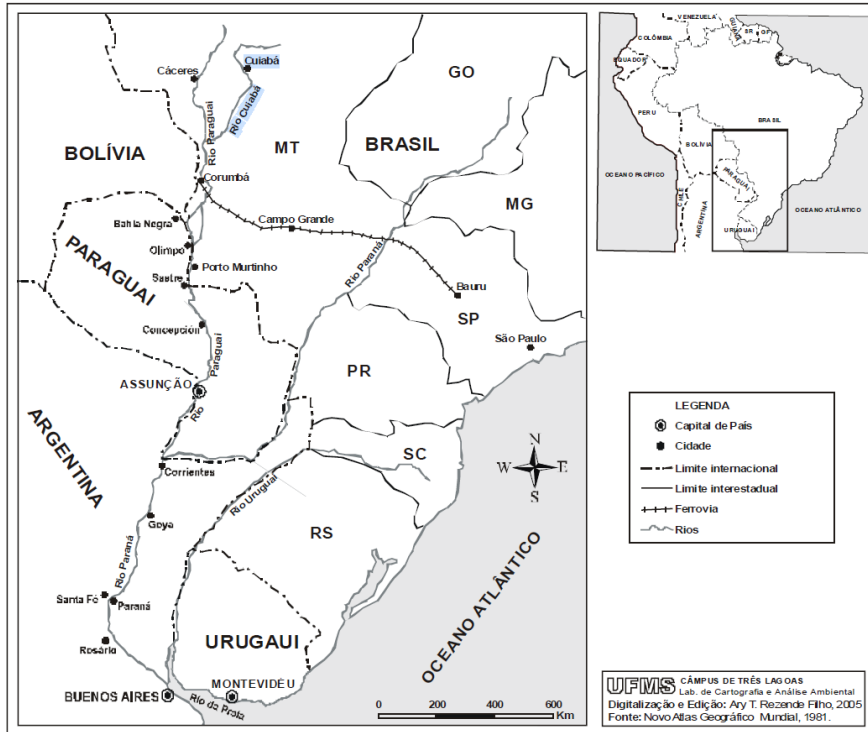 Cáceres
Cuiabá
Rio Cuiabá
Rio Paraguai
GO
BOLÍVIA
MT
BRASIL
Corumbá
MG
Bahia Negra
Campo Grande
Olimpo
PARAGUAI
Porto Murtinho
Rio Paraná
Sastre
Bauru
SP
Concepción
São Paulo
Paraguai
ASSUNÇÃO
Rio
PR
ARGENTINA
SC
Corrientes
Rio Uruguai
Goya
RS
Rio Paraná
Santa Fé
Paraná
Rosário
URUGAUI
OCEANO ATLÂNTICO
MONTEVIDÉU
BUENOS AIRES
Rio da Prata
0 200 400 600
Km
N
W E
S
VENEZUELA
GUIANA
SR
GF
COLÔMBIA
EQUADOR
PERU
BRASIL
BOLÍVIA
OCEANO PACÍFICO
PARAGUAI
CHILE
ARGENTINA
OCEANO ATLÂNTICO
URUGUAI
LEGENDA
Capital de País
Cidade
Limite internacional
Limite interestadual
Ferrovia
Rios
UFMS CÂMPUS DE TRÊS LAGOAS
Lab. de Cartografia e Análise Ambiental
Digitalização e Edição: Ary T. Rezende Filho, 2005
Fonte: Novo Atlas Geográfico Mundial, 1981.